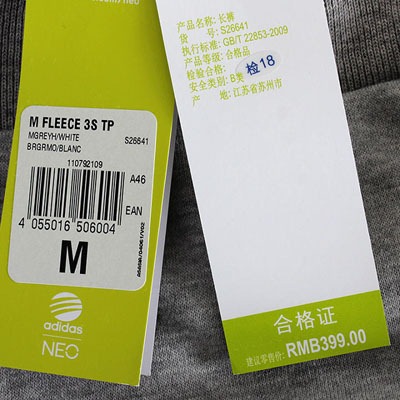 M FLEECE 3S TP
MGREYH/WHITE S26641
BRGRMO/BLANC
110792109
A46
EAN
4 055016 506004
M
adidas
NEO
产品名称: 长裤
货 号: S26641
执行标准: GB/T 22853-2009
产品等级: 合格品
检验合格: 检18
安全类别: B类
产 地: 江苏省苏州市
合格证
建议零售价: RMB399.00